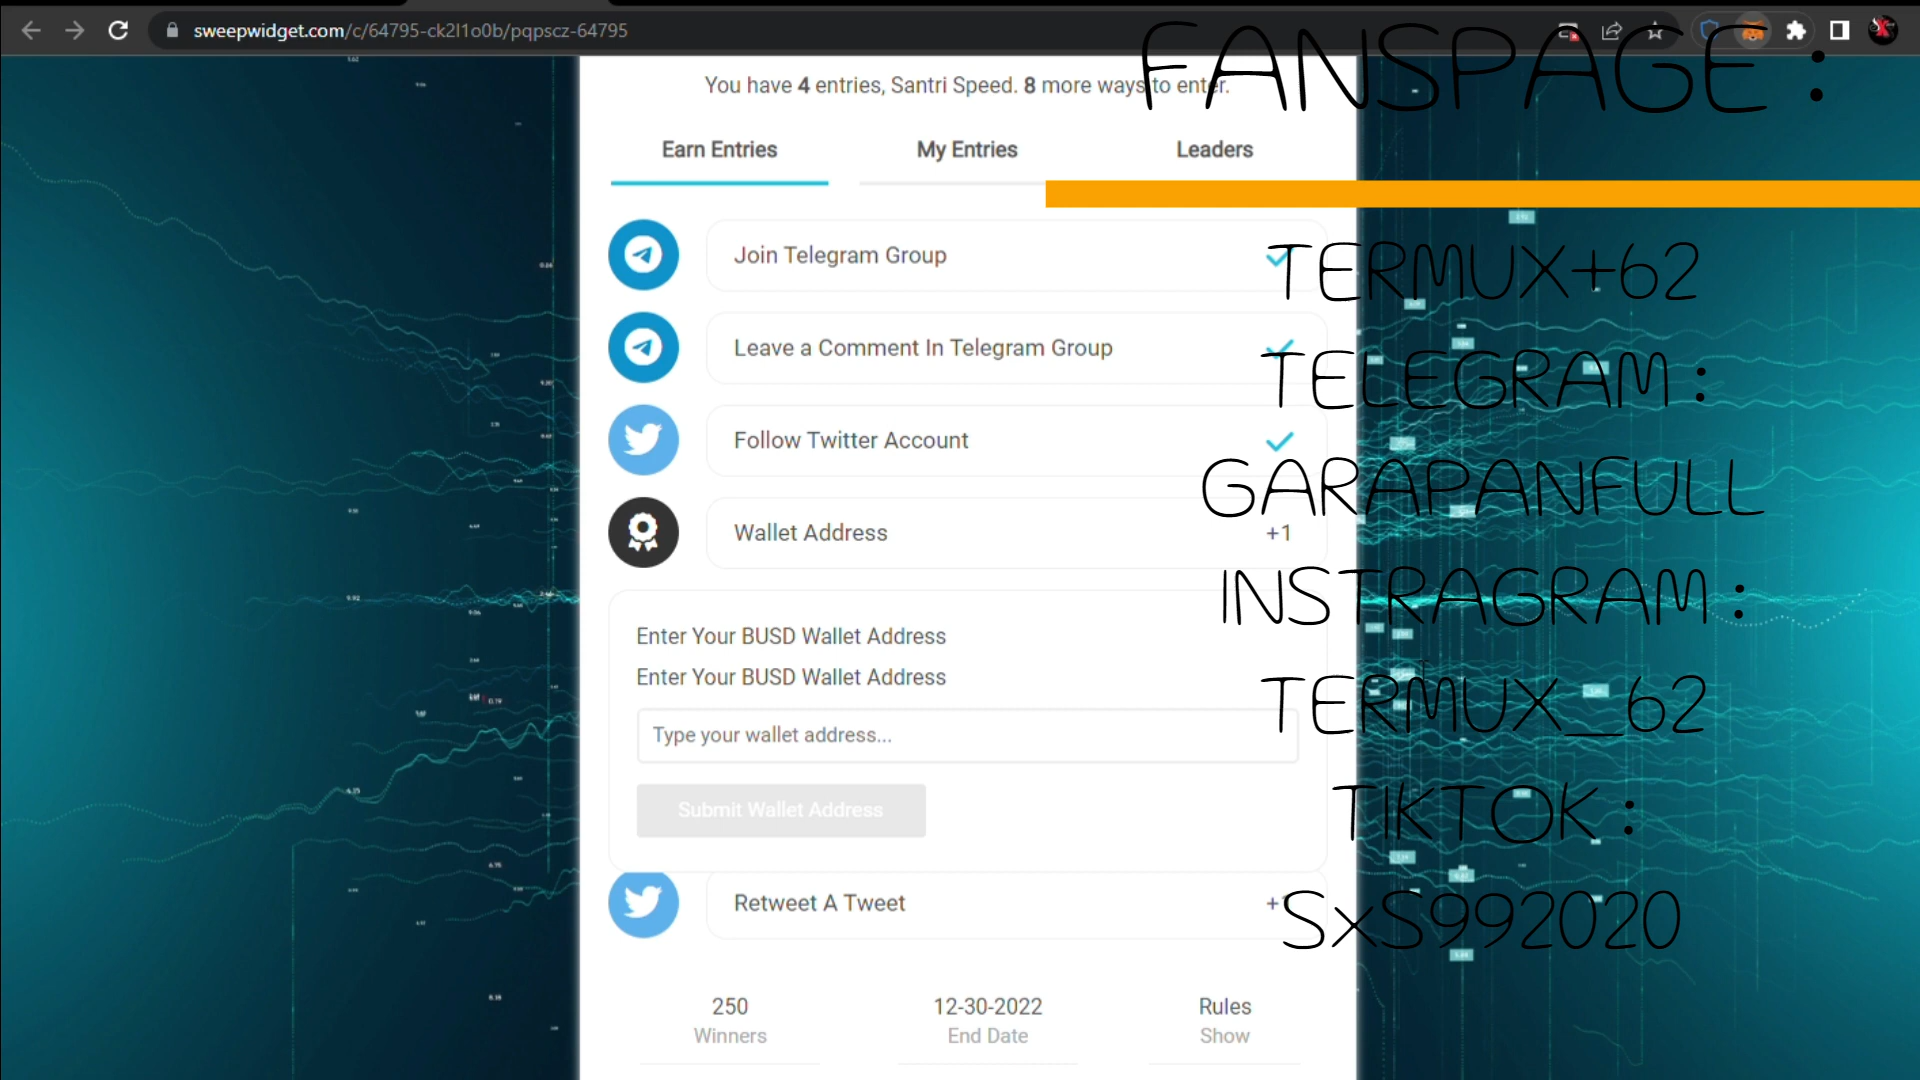 sweepwidget.com/c/64795-ck2l1o0b/pqpscz-64795
FANSPAGE :
You have 4 entries, Santri Speed. 8 more ways to enter.
Earn Entries
My Entries
Leaders
Join Telegram Group
TERMUX+62
Leave a Comment In Telegram Group
TELEGRAM :
Follow Twitter Account
GARAPANFULL
Wallet Address
+1
INSTRAGRAM :
Enter Your BUSD Wallet Address
Enter Your BUSD Wallet Address
TERMUX_62
Type your wallet address...
Submit Wallet Address
TIKTOK :
Retweet A Tweet
SxS992020
250
Winners
12-30-2022
End Date
Rules
Show